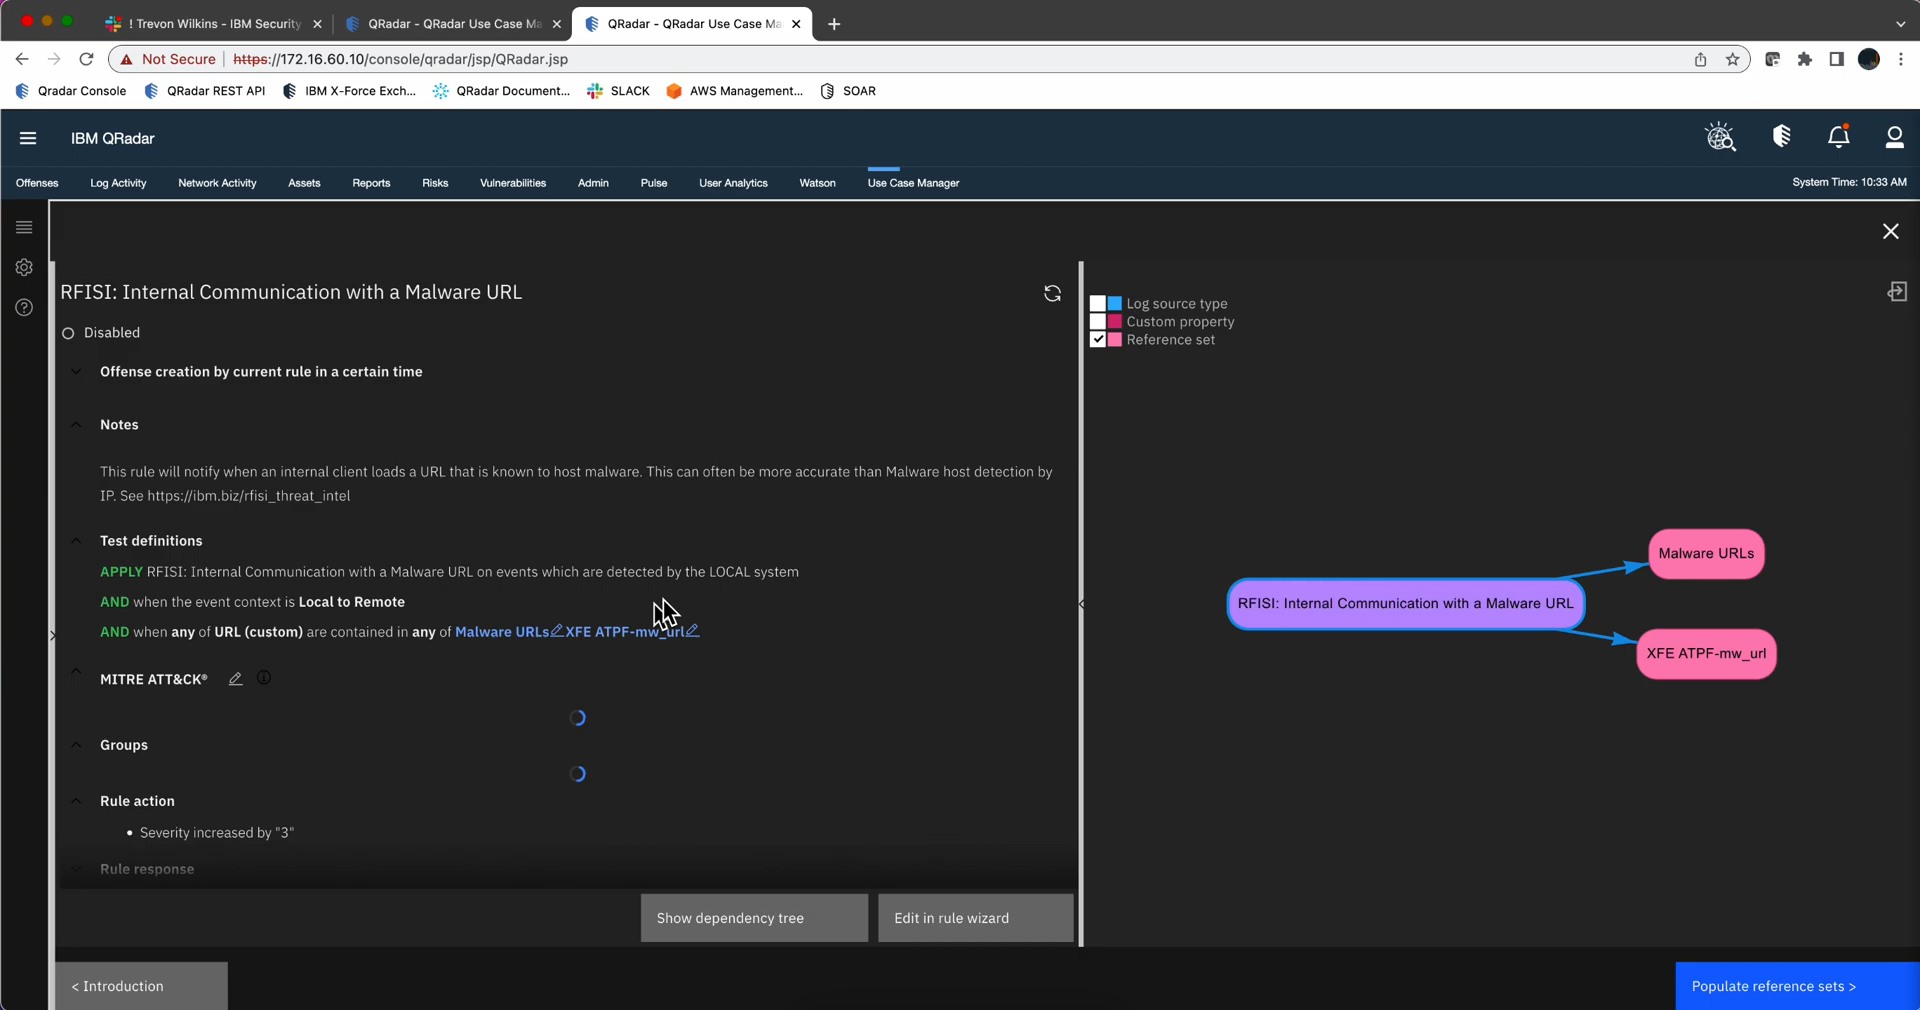 ! Trevon Wilkins - IBM Security
QRadar - QRadar Use Case Ma
QRadar - QRadar Use Case Ma
Not Secure
https://172.16.60.10/console/qradar/jsp/QRadar.jsp
Qradar Console
QRadar REST API
IBM X-Force Exch...
QRadar Document...
SLACK
AWS Management...
SOAR
IBM QRadar
Offenses
Log Activity
Network Activity
Assets
Reports
Risks
Vulnerabilities
Admin
Pulse
User Analytics
Watson
Use Case Manager
System Time: 10:33 AM
RFISI: Internal Communication with a Malware URL
Disabled
Offense creation by current rule in a certain time
Notes
This rule will notify when an internal client loads a URL that is known to host malware. This can often be more accurate than Malware host detection by
IP. See https://ibm.biz/rfisi_threat_intel
Test definitions
APPLY RFISI: Internal Communication with a Malware URL on events which are detected by the LOCAL system
AND when the event context is Local to Remote
AND when any of URL (custom) are contained in any of Malware URLs XFE ATPF-mw_url
MITRE ATT&CK®
Groups
Rule action
• Severity increased by "3"
Rule response
Show dependency tree
Edit in rule wizard
Log source type
Custom property
Reference set
Malware URLs
RFISI: Internal Communication with a Malware URL
XFE ATPF-mw_url
< Introduction
Populate reference sets >